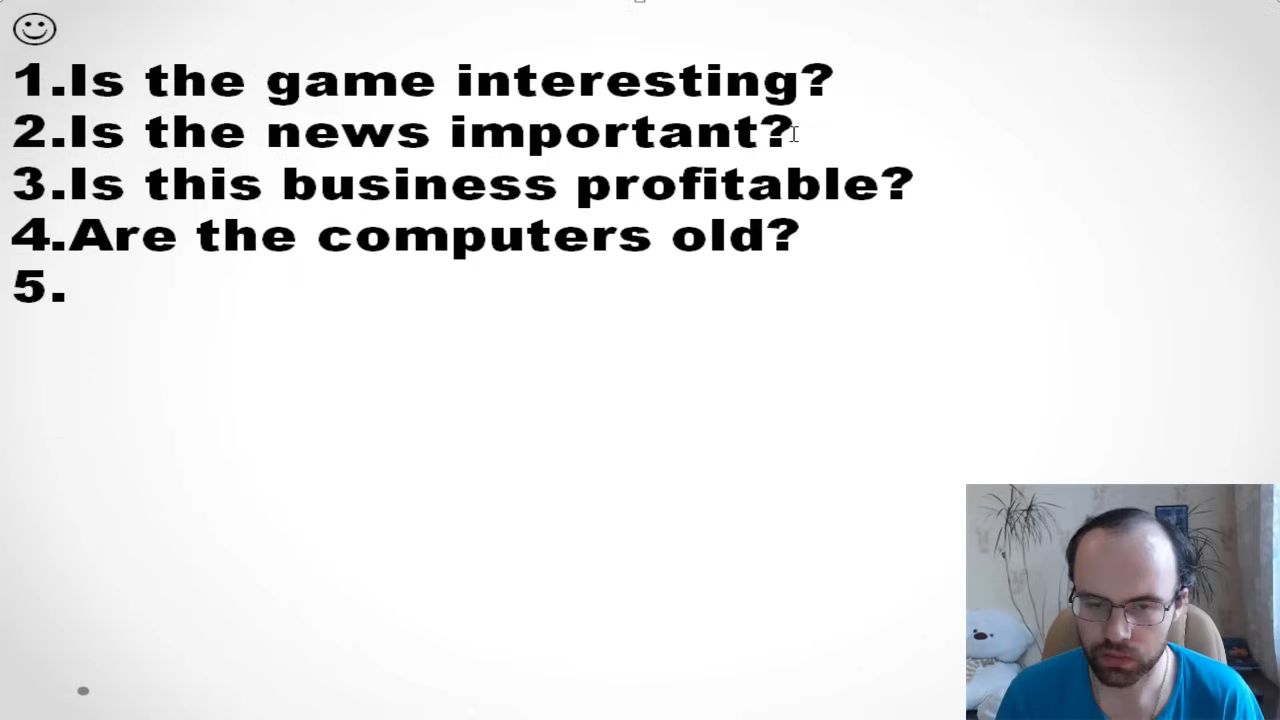 1.Is the game interesting?
2.Is the news important?
3.Is this business profitable?
4.Are the computers old?
5.